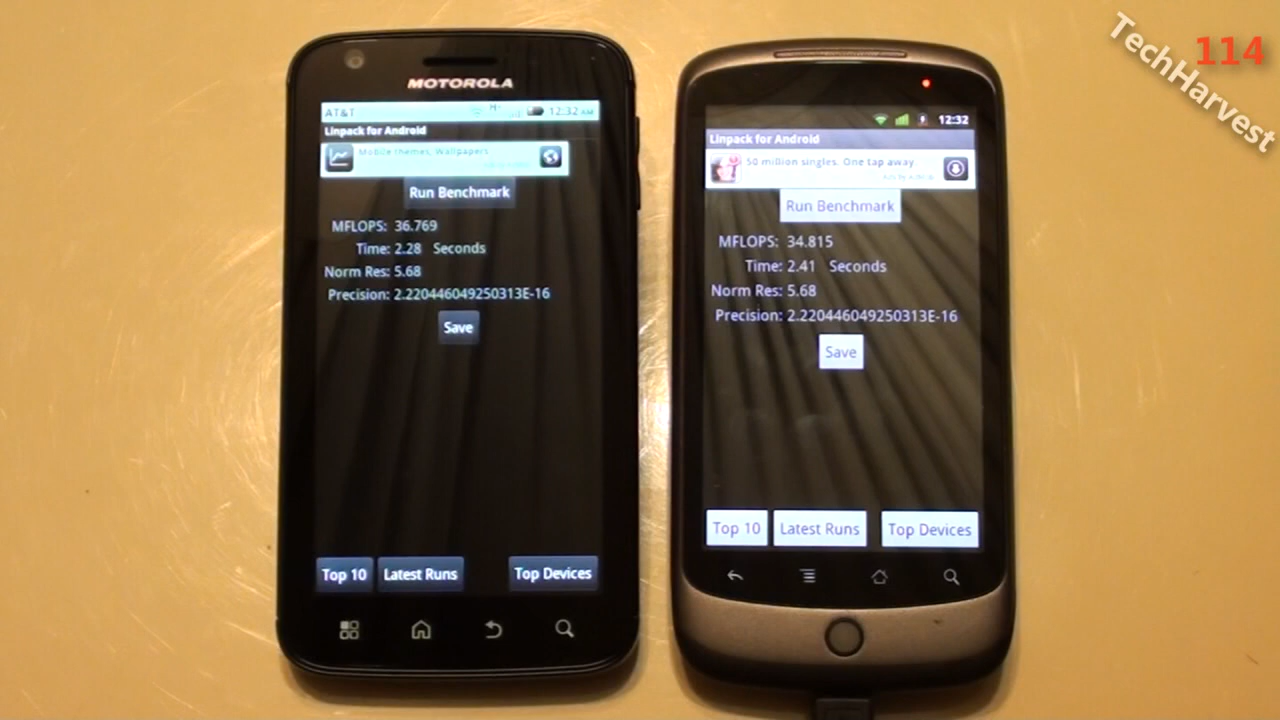 TechHarvest
114
MOTOROLA
AT&T
12:32 AM
Linpack for Android
Mobile themes, Wallpapers
Run Benchmark
MFLOPS: 36.769
Time: 2.28 Seconds
Norm Res: 5.68
Precision: 2.220446049250313E-16
Save
Top 10
Latest Runs
Top Devices
12:32
Linpack for Android
50 million singles. One tap away
Ads by AdMob
Run Benchmark
MFLOPS: 34.815
Time: 2.41 Seconds
Norm Res: 5.68
Precision: 2.220446049250313E-16
Save
Top 10
Latest Runs
Top Devices